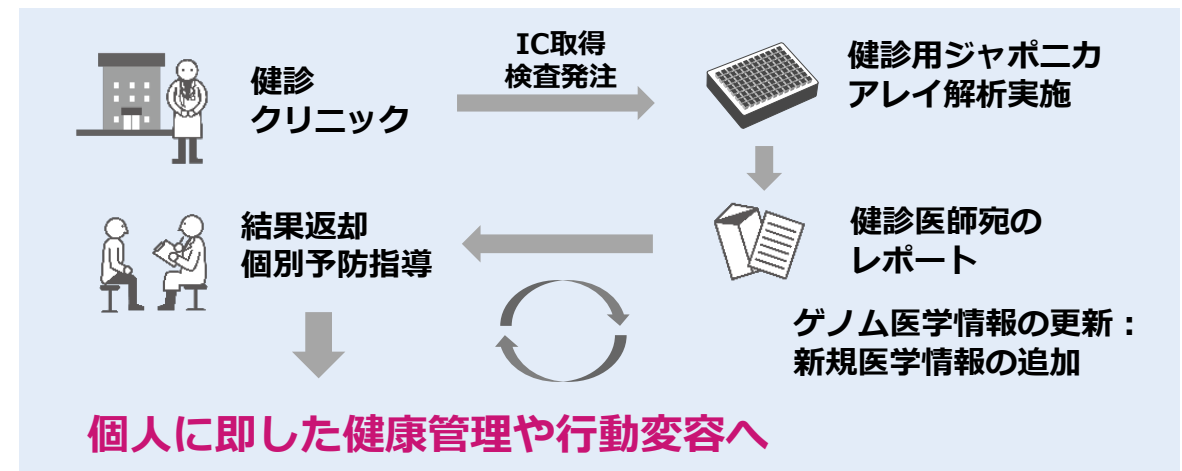 健診
クリニック
IC取得
検査発注
健診用ジャポニカ
アレイ解析実施
健診医師宛の
レポート
結果返却
個別予防指導
ゲノム医学情報の更新：
新規医学情報の追加
個人に即した健康管理や行動変容へ